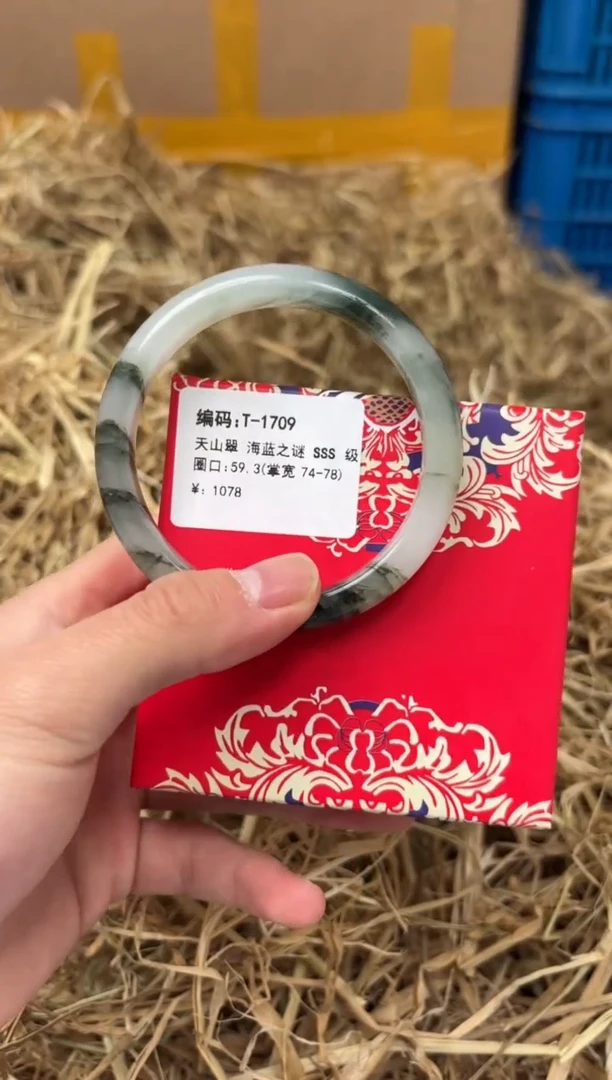 编码:T-1709
天山翠 海蓝之谜 SSS 级
圈口:59.3(掌宽 74-78)
¥: 1078